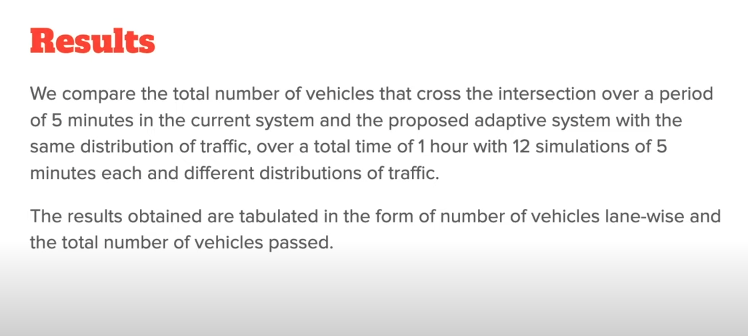 Results
We compare the total number of vehicles that cross the intersection over a period
of 5 minutes in the current system and the proposed adaptive system with the
same distribution of traffic, over a total time of 1 hour with 12 simulations of 5
minutes each and different distributions of traffic.
The results obtained are tabulated in the form of number of vehicles lane-wise and
the total number of vehicles passed.